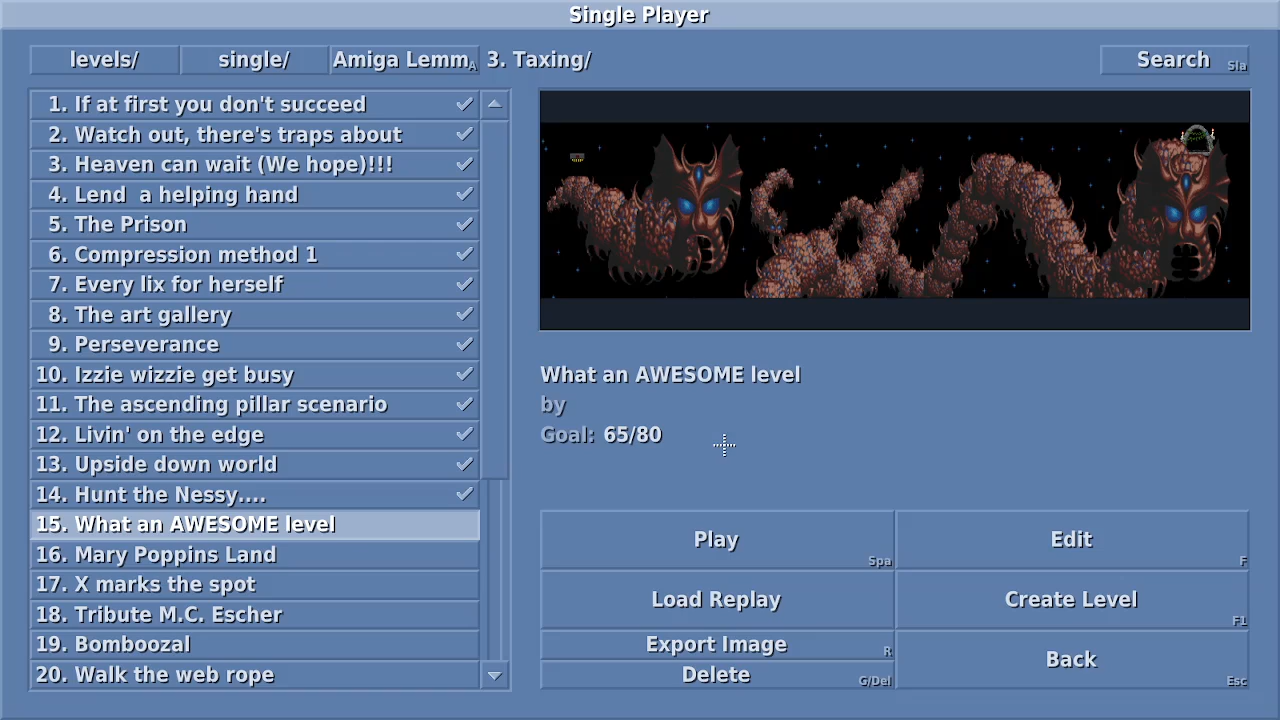 Single Player
levels/ single/ Amiga Lemm 3. Taxing/ Search Sla
A
1. If at first you don't succeed
2. Watch out, there's traps about
3. Heaven can wait (We hope)!!!
4. Lend  a helping hand
5. The Prison
6. Compression method 1
7. Every lix for herself
8. The art gallery
9. Perseverance
10. Izzie wizzie get busy
11. The ascending pillar scenario
12. Livin' on the edge
13. Upside down world
14. Hunt the Nessy....
15. What an AWESOME level
16. Mary Poppins Land
17. X marks the spot
18. Tribute M.C. Escher
19. Bomboozal
20. Walk the web rope
What an AWESOME level
by
Goal: 65/80
Play Spa
Edit F
Load Replay
Create Level F1
Export Image R
Delete G/Del
Back Esc